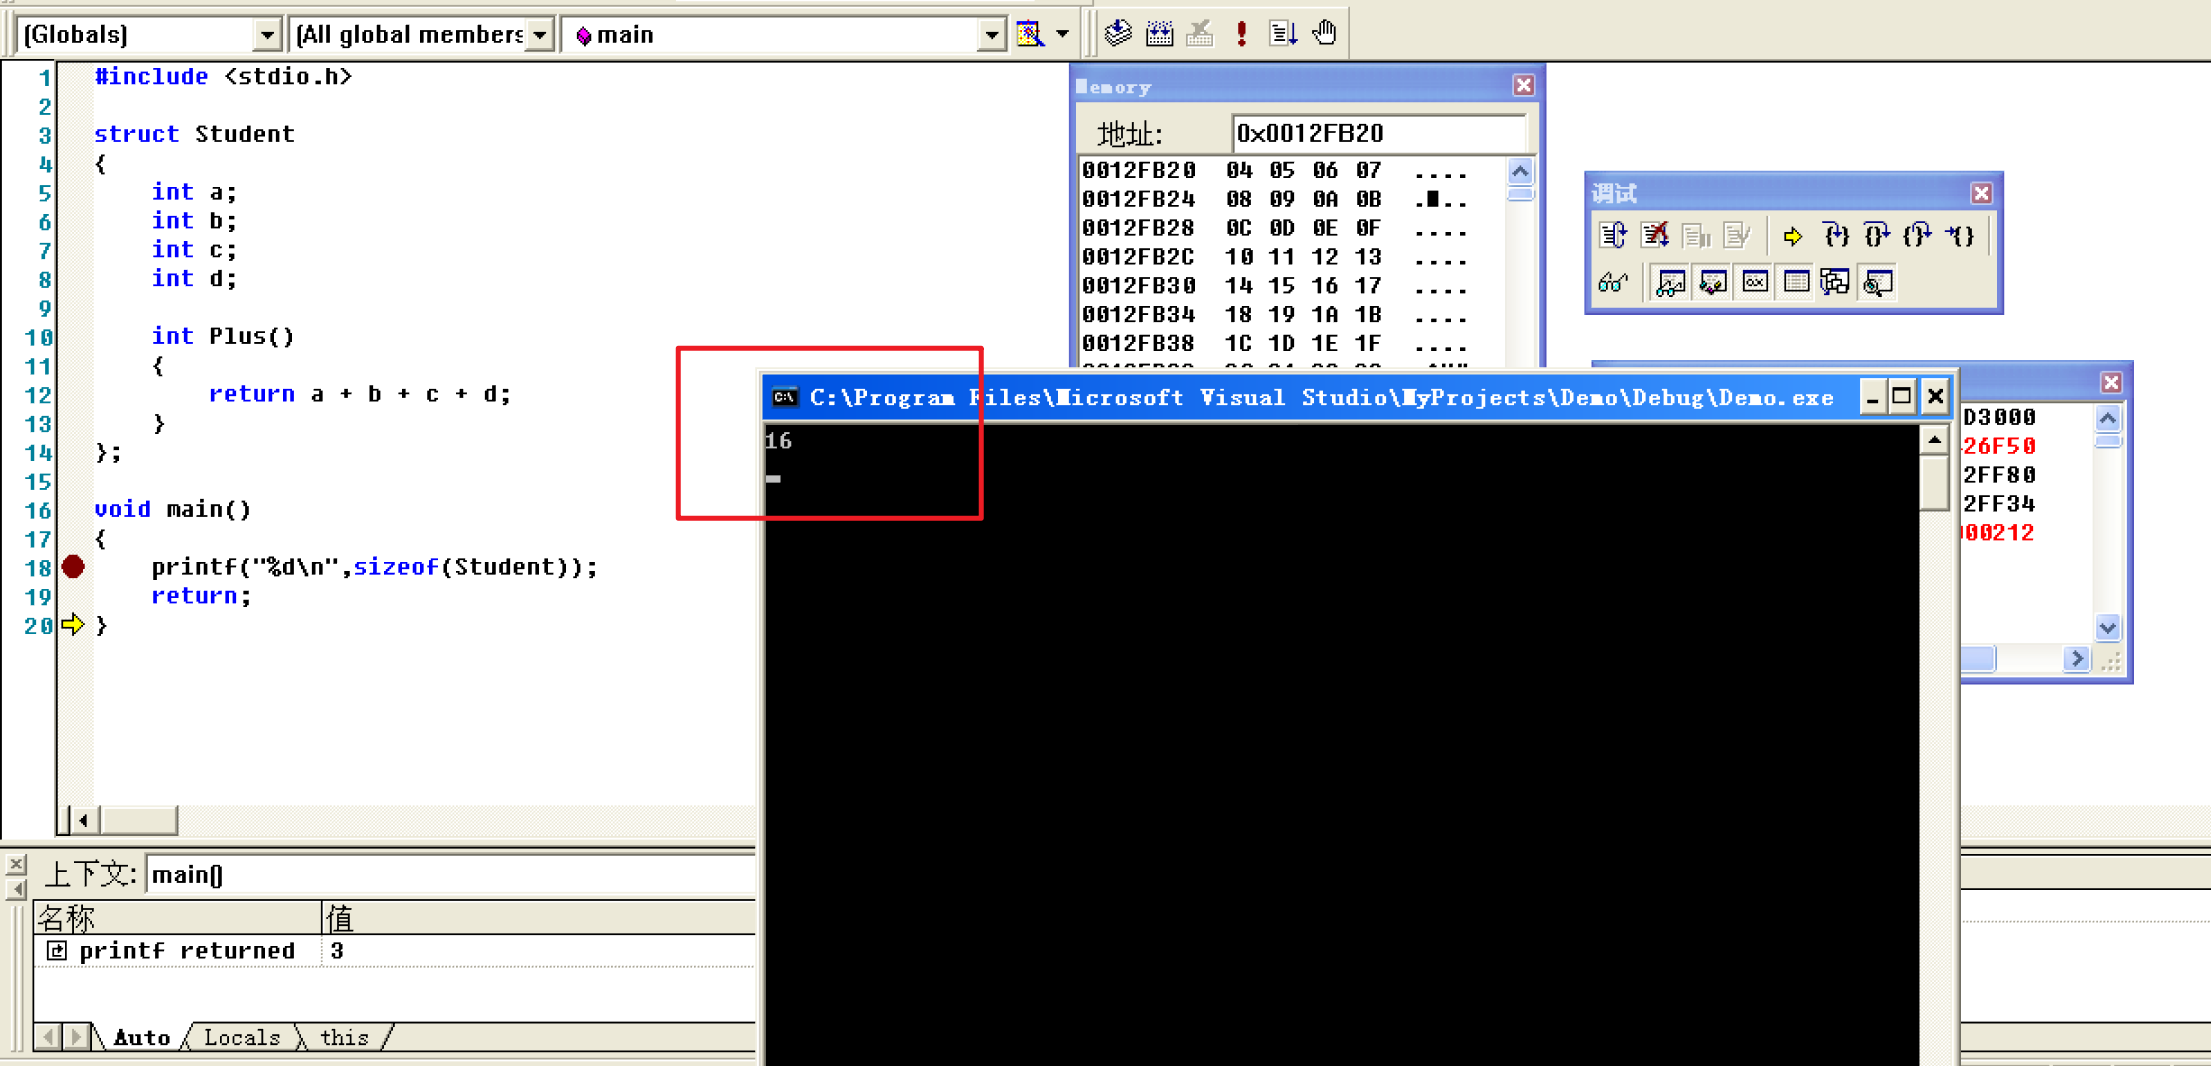 (Globals) (All global members main
1 #include <stdio.h>
2
3 struct Student
4 {
5 int a;
6 int b;
7 int c;
8 int d;
9
10 int Plus()
11 {
12 return a + b + c + d;
13 }
14 };
15
16 void main()
17 {
18 printf("%d\n",sizeof(Student));
19 return;
20 }
Memory
地址: 0x0012FB20
0012FB20 04 05 06 07 ....
0012FB24 08 09 0A 0B .█..
0012FB28 0C 0D 0E 0F ....
0012FB2C 10 11 12 13 ....
0012FB30 14 15 16 17 ....
0012FB34 18 19 1A 1B ....
0012FB38 1C 1D 1E 1F ....
调试
D3000
26F50
2FF80
2FF34
00212
C:\Program Files\Microsoft Visual Studio\MyProjects\Demo\Debug\Demo.exe
16
上下文: main()
名称 值
printf returned 3
Auto Locals this